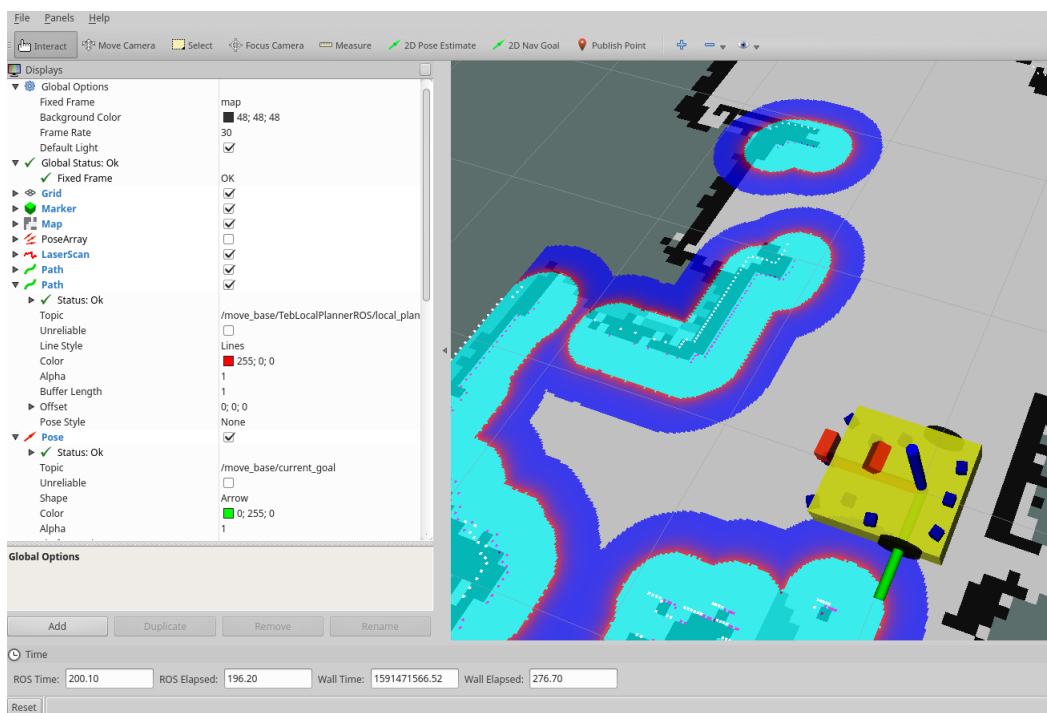 File Panels Help
Interact Move Camera Select Focus Camera Measure 2D Pose Estimate 2D Nav Goal Publish Point
Displays
Global Options
Fixed Frame map
Background Color 48; 48; 48
Frame Rate 30
Default Light
Global Status: Ok
Fixed Frame OK
Grid
Marker
Map
PoseArray
LaserScan
Path
Path
Status: Ok
Topic /move_base/TebLocalPlannerROS/local_plan
Unreliable
Line Style Lines
Color 255; 0; 0
Alpha 1
Buffer Length 1
Offset 0; 0; 0
Pose Style None
Pose
Status: Ok
Topic /move_base/current_goal
Unreliable
Shape Arrow
Color 0; 255; 0
Alpha 1
Global Options
Add Duplicate Remove Rename
Time
ROS Time: 200.10 ROS Elapsed: 196.20 Wall Time: 1591471566.52 Wall Elapsed: 276.70
Reset